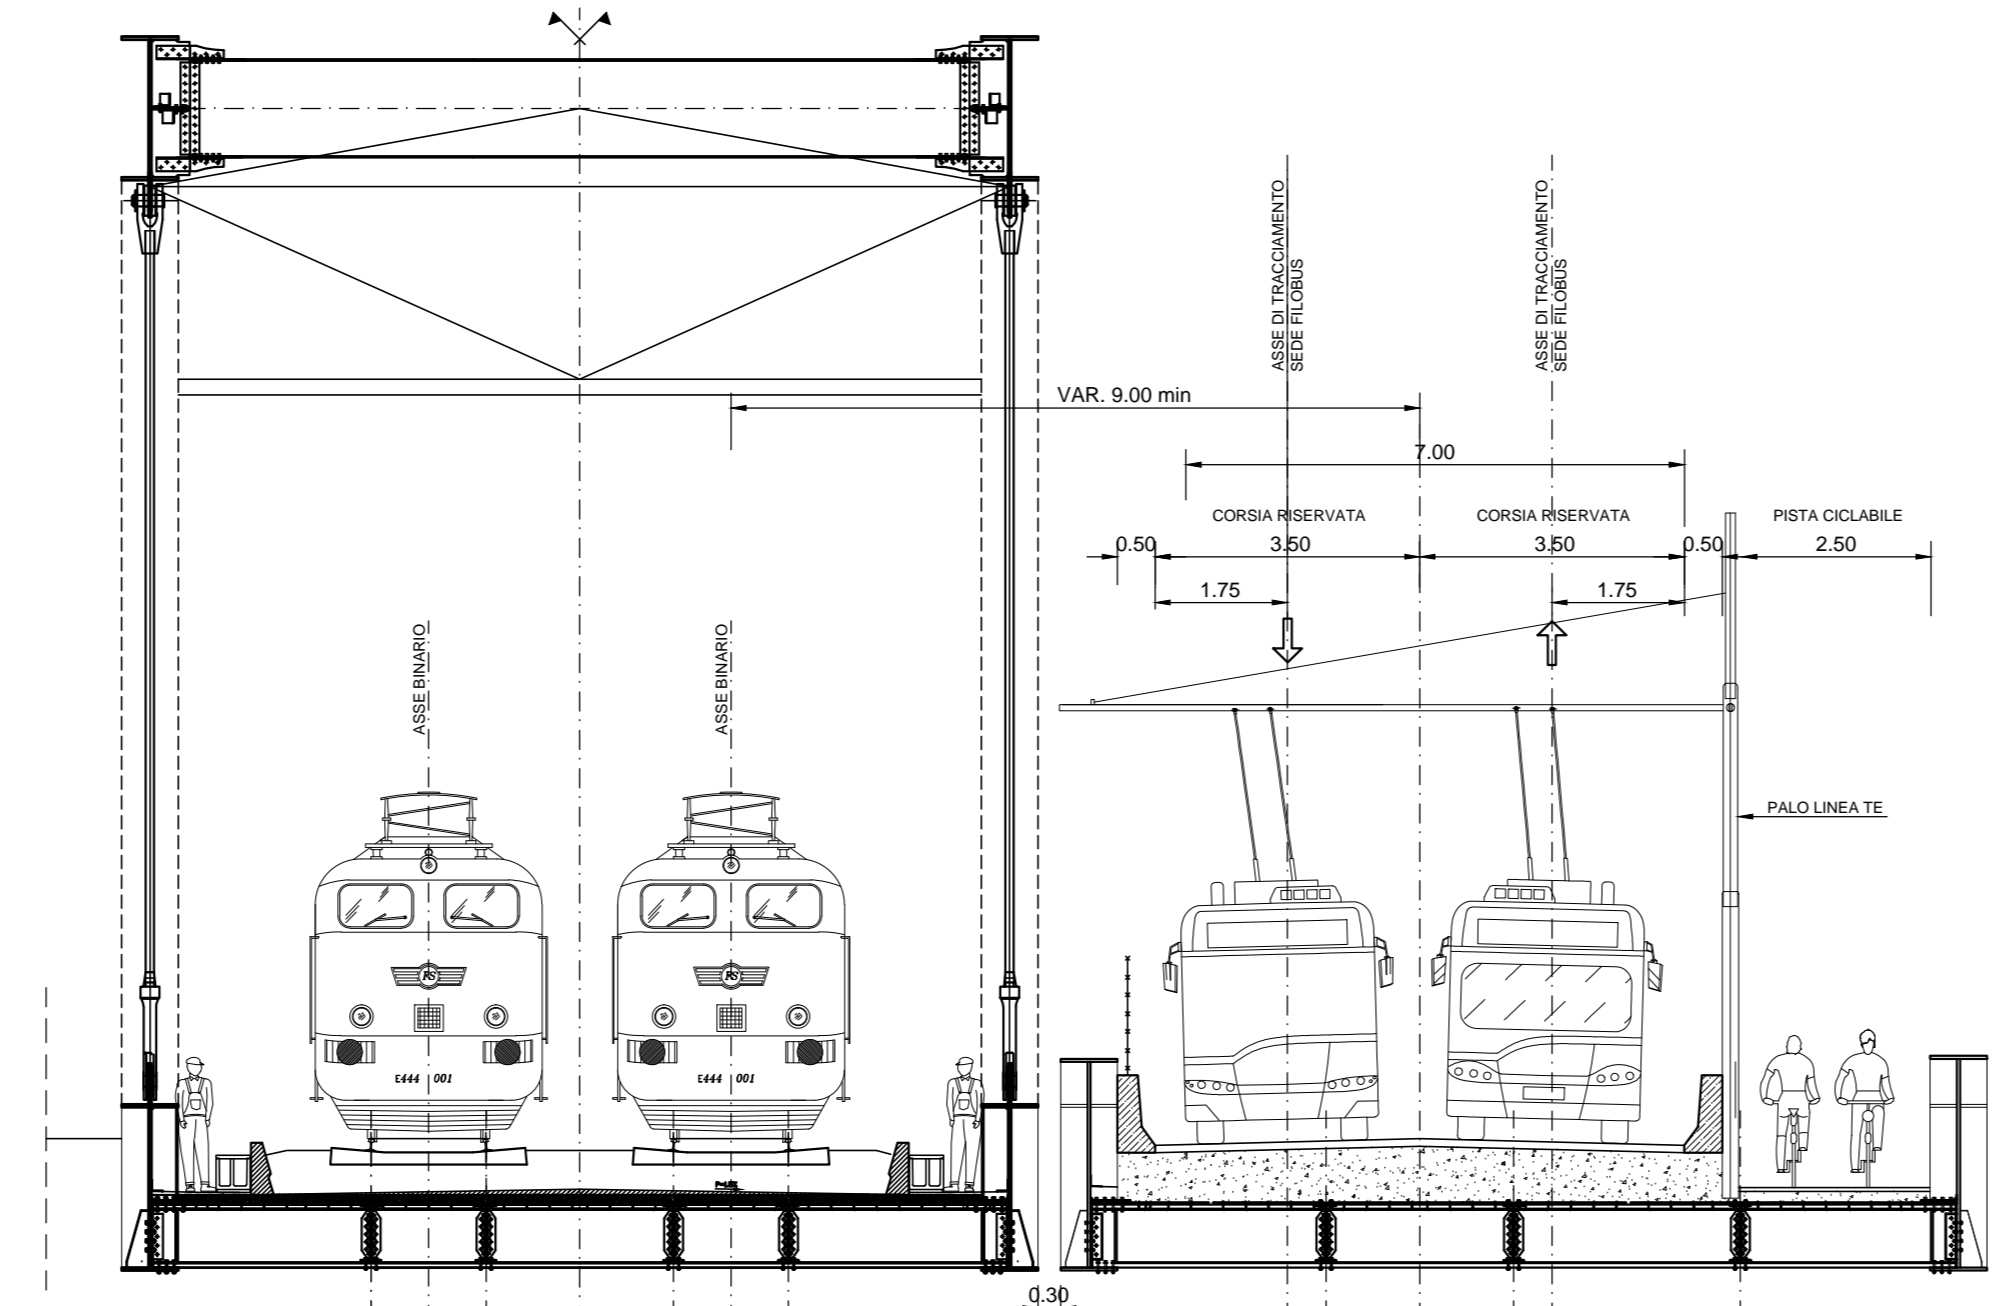 ASSE DI TRACCIAMENTO
SEDE FILOBUS
ASSE DI TRACCIAMENTO
SEDE FILOBUS
VAR. 9.00 min
7.00
CORSIA RISERVATA
CORSIA RISERVATA
PISTA CICLABILE
0.50
3.50
3.50
0.50
2.50
1.75
1.75
ASSE BINARIO
ASSE BINARIO
PALO LINEA TE
FS
FS
E444 001
E444 001
0.30